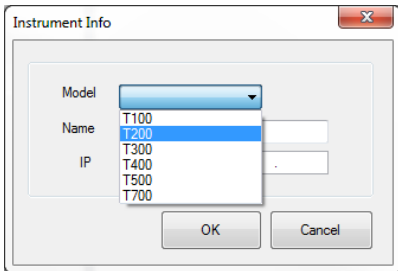 Instrument Info
Model
T100
Name
T200
T300
IP
T400
.
T500
T700
OK
Cancel